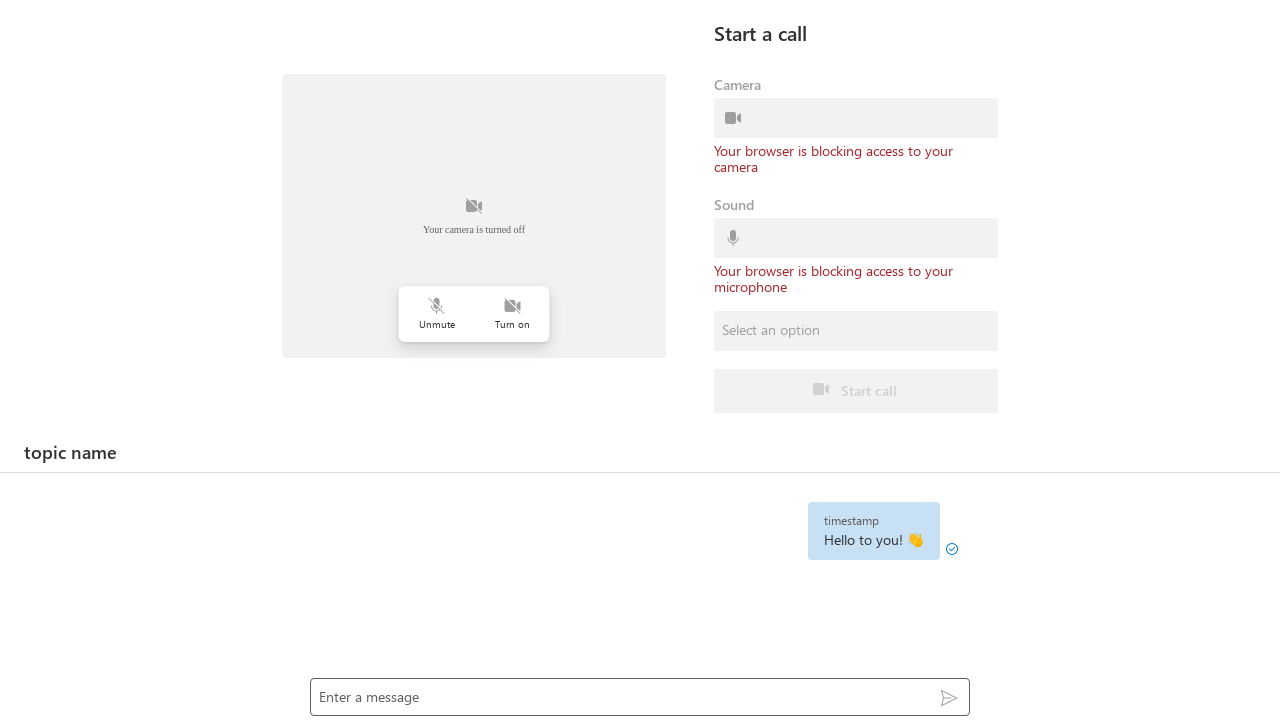 Start a call
Camera
Your browser is blocking access to your
camera
Your camera is turned off
Unmute
Turn on
Sound
Your browser is blocking access to your
microphone
Select an option
Start call
topic name
timestamp
Hello to you! 👋
Enter a message